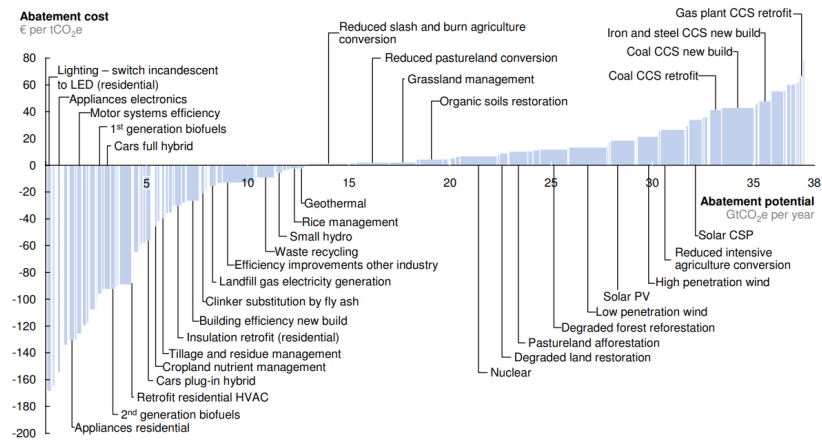 Abatement cost
€ per tCO2e
80
60
40
20
0
-20
-40
-60
-80
-100
-120
-140
-160
-180
-200
Gas plant CCS retrofit
Iron and steel CCS new build
Coal CCS new build
Coal CCS retrofit
Reduced slash and burn agriculture
conversion
Reduced pastureland conversion
Grassland management
Organic soils restoration
Lighting – switch incandescent
to LED (residential)
Appliances electronics
Motor systems efficiency
1st generation biofuels
Cars full hybrid
5
10
15
20
25
30
35
38
Abatement potential
GtCO2e per year
Geothermal
Rice management
Small hydro
Waste recycling
Efficiency improvements other industry
Landfill gas electricity generation
Clinker substitution by fly ash
Building efficiency new build
Insulation retrofit (residential)
Tillage and residue management
Cropland nutrient management
Cars plug-in hybrid
Retrofit residential HVAC
2nd generation biofuels
Appliances residential
Solar CSP
Reduced intensive
agriculture conversion
High penetration wind
Solar PV
Low penetration wind
Degraded forest reforestation
Pastureland afforestation
Degraded land restoration
Nuclear